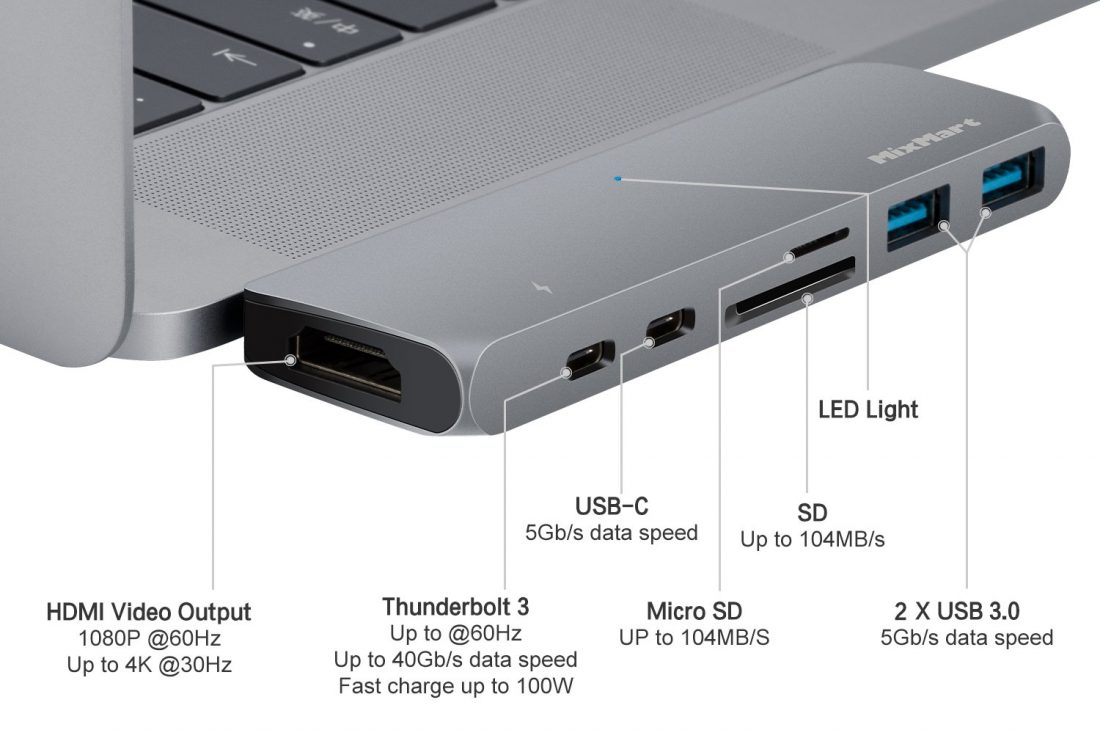 英/中
MixMart
LED Light
USB-C
5Gb/s data speed
SD
Up to 104MB/s
HDMI Video Output
1080P @60Hz
Up to 4K @30Hz
Thunderbolt 3
Up to @60Hz
Up to 40Gb/s data speed
Fast charge up to 100W
Micro SD
UP to 104MB/S
2 X USB 3.0
5Gb/s data speed